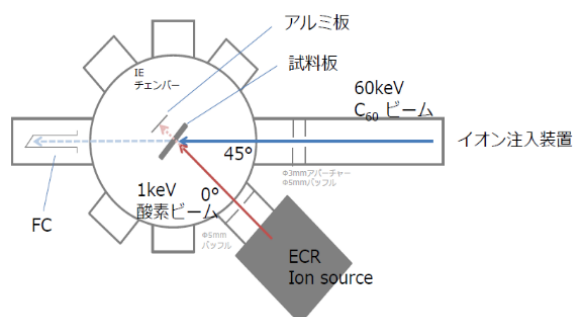 アルミ板
試料板
IE
チェンバー
60keV
C60 ビーム
イオン注入装置
45°
Φ3mmアパーチャー
Φ5mmバッフル
1keV
酸素ビーム
0°
FC
Φ5mm
バッフル
ECR
Ion source